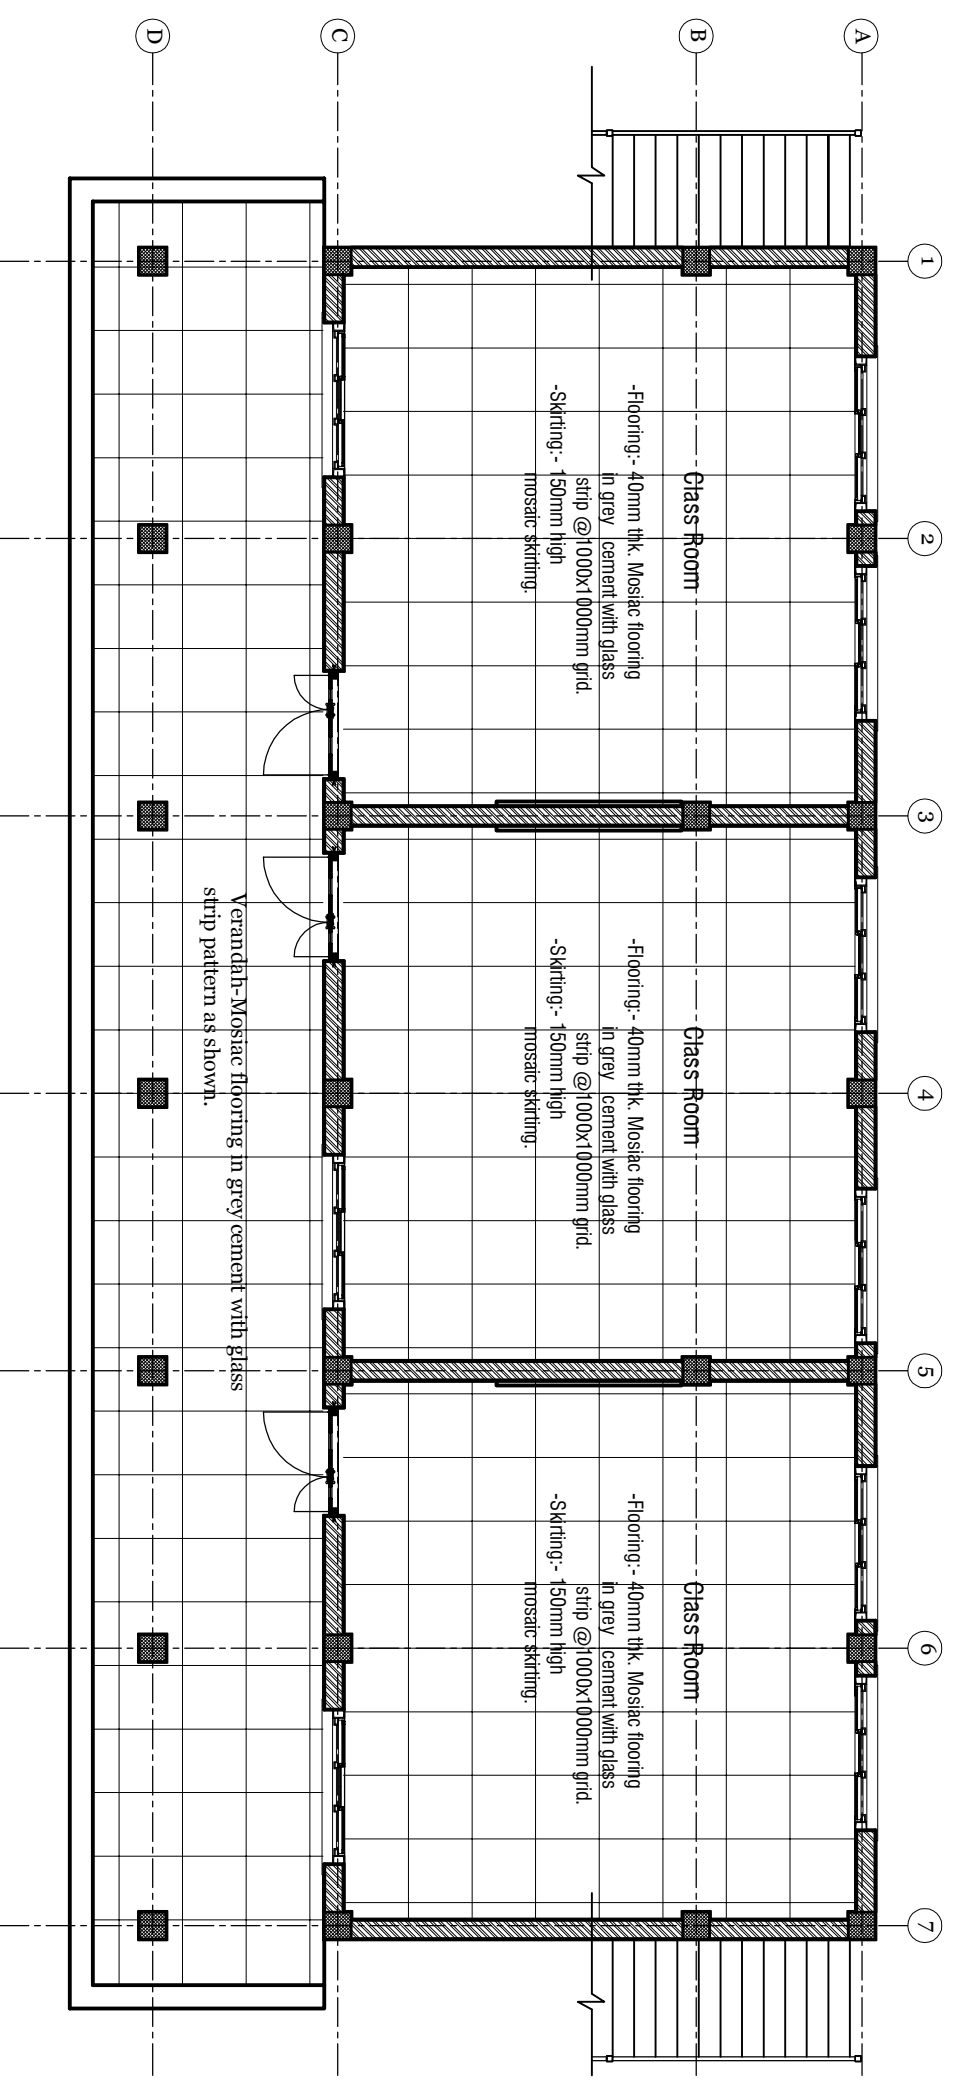 A
B
C
D
1
2
3
4
5
6
7
Class Room
-Flooring:- 40mm thk. Mosiac flooring
in grey cement with glass
strip @1000x1000mm grid.
-Skirting:- 150mm high
mosaic skirting.
Class Room
-Flooring:- 40mm thk. Mosiac flooring
in grey cement with glass
strip @1000x1000mm grid.
-Skirting:- 150mm high
mosaic skirting.
Class Room
-Flooring:- 40mm thk. Mosiac flooring
in grey cement with glass
strip @1000x1000mm grid.
-Skirting:- 150mm high
mosaic skirting.
Verandah-Mosiac flooring in grey cement with glass
strip pattern as shown.